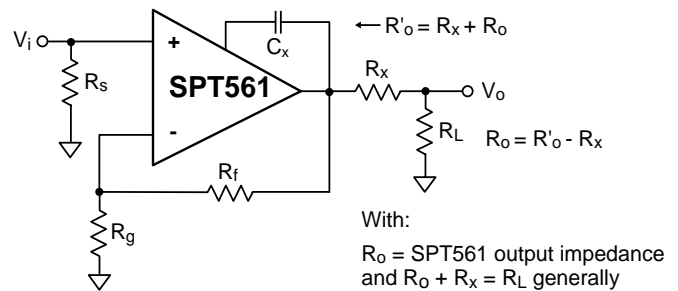 R'o = Rx + Ro
Vi
+
Cx
Rs
SPT561
Rx
Vo
-
RL
Ro = R'o - Rx
Rf
Rg
With:
Ro = SPT561 output impedance
and Ro + Rx = RL generally